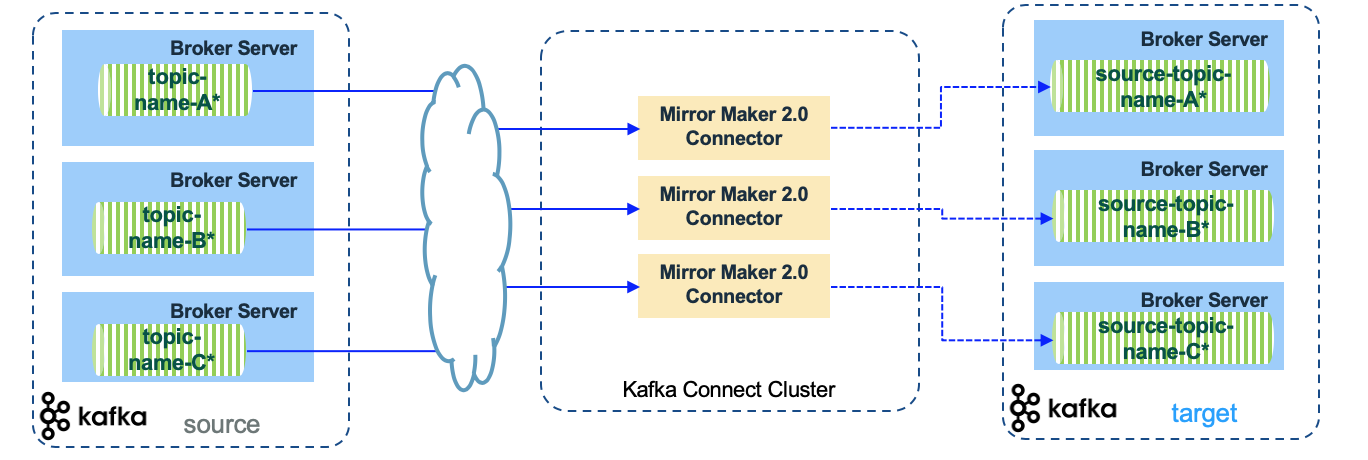 Broker Server
topic-
name-A*
Broker Server
topic-
name-B*
Broker Server
topic-
name-C*
kafka
source
Mirror Maker 2.0
Connector
Mirror Maker 2.0
Connector
Mirror Maker 2.0
Connector
Kafka Connect Cluster
Broker Server
source-topic-
name-A*
Broker Server
source-topic-
name-B*
Broker Server
source-topic-
name-C*
kafka
target